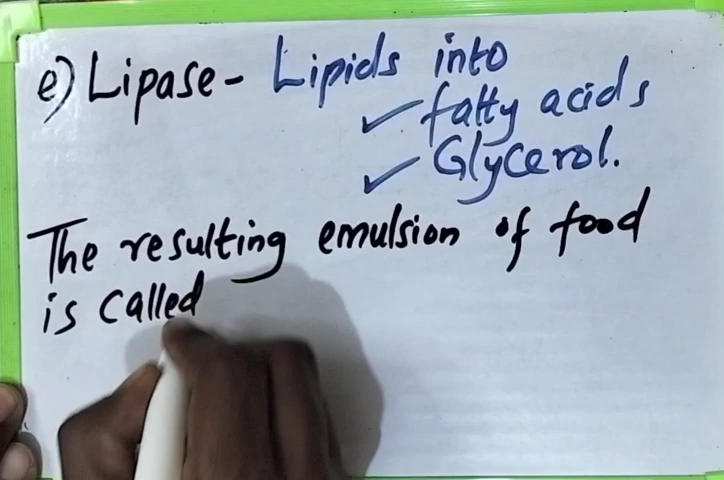 e) Lipase - Lipids into
✓ fatty acids
✓ Glycerol.
The resulting emulsion of food
is called